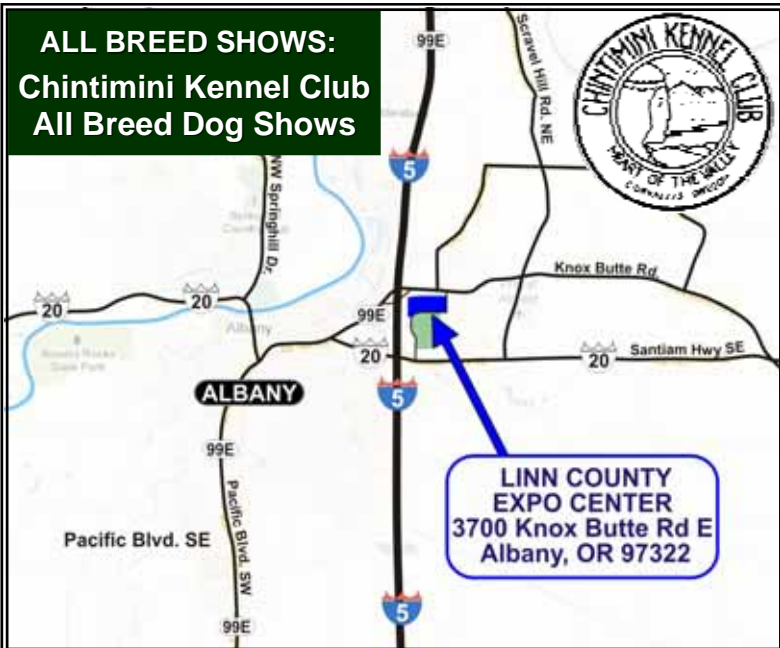 ALL BREED SHOWS:
Chintimini Kennel Club
All Breed Dog Shows
CHINTIMINI KENNEL CLUB
HEART OF THE VALLEY
CORVALLIS OREGON
99E
Scravel Hill Rd. NE
5
NW Springhill Dr.
Knox Butte Rd.
20
20
Albany
99E
20
20
Santiam Hwy SE
ALBANY
5
99E
Pacific Blvd. SW
Pacific Blvd. SE
LINN COUNTY
EXPO CENTER
3700 Knox Butte Rd E
Albany, OR 97322
99E
5